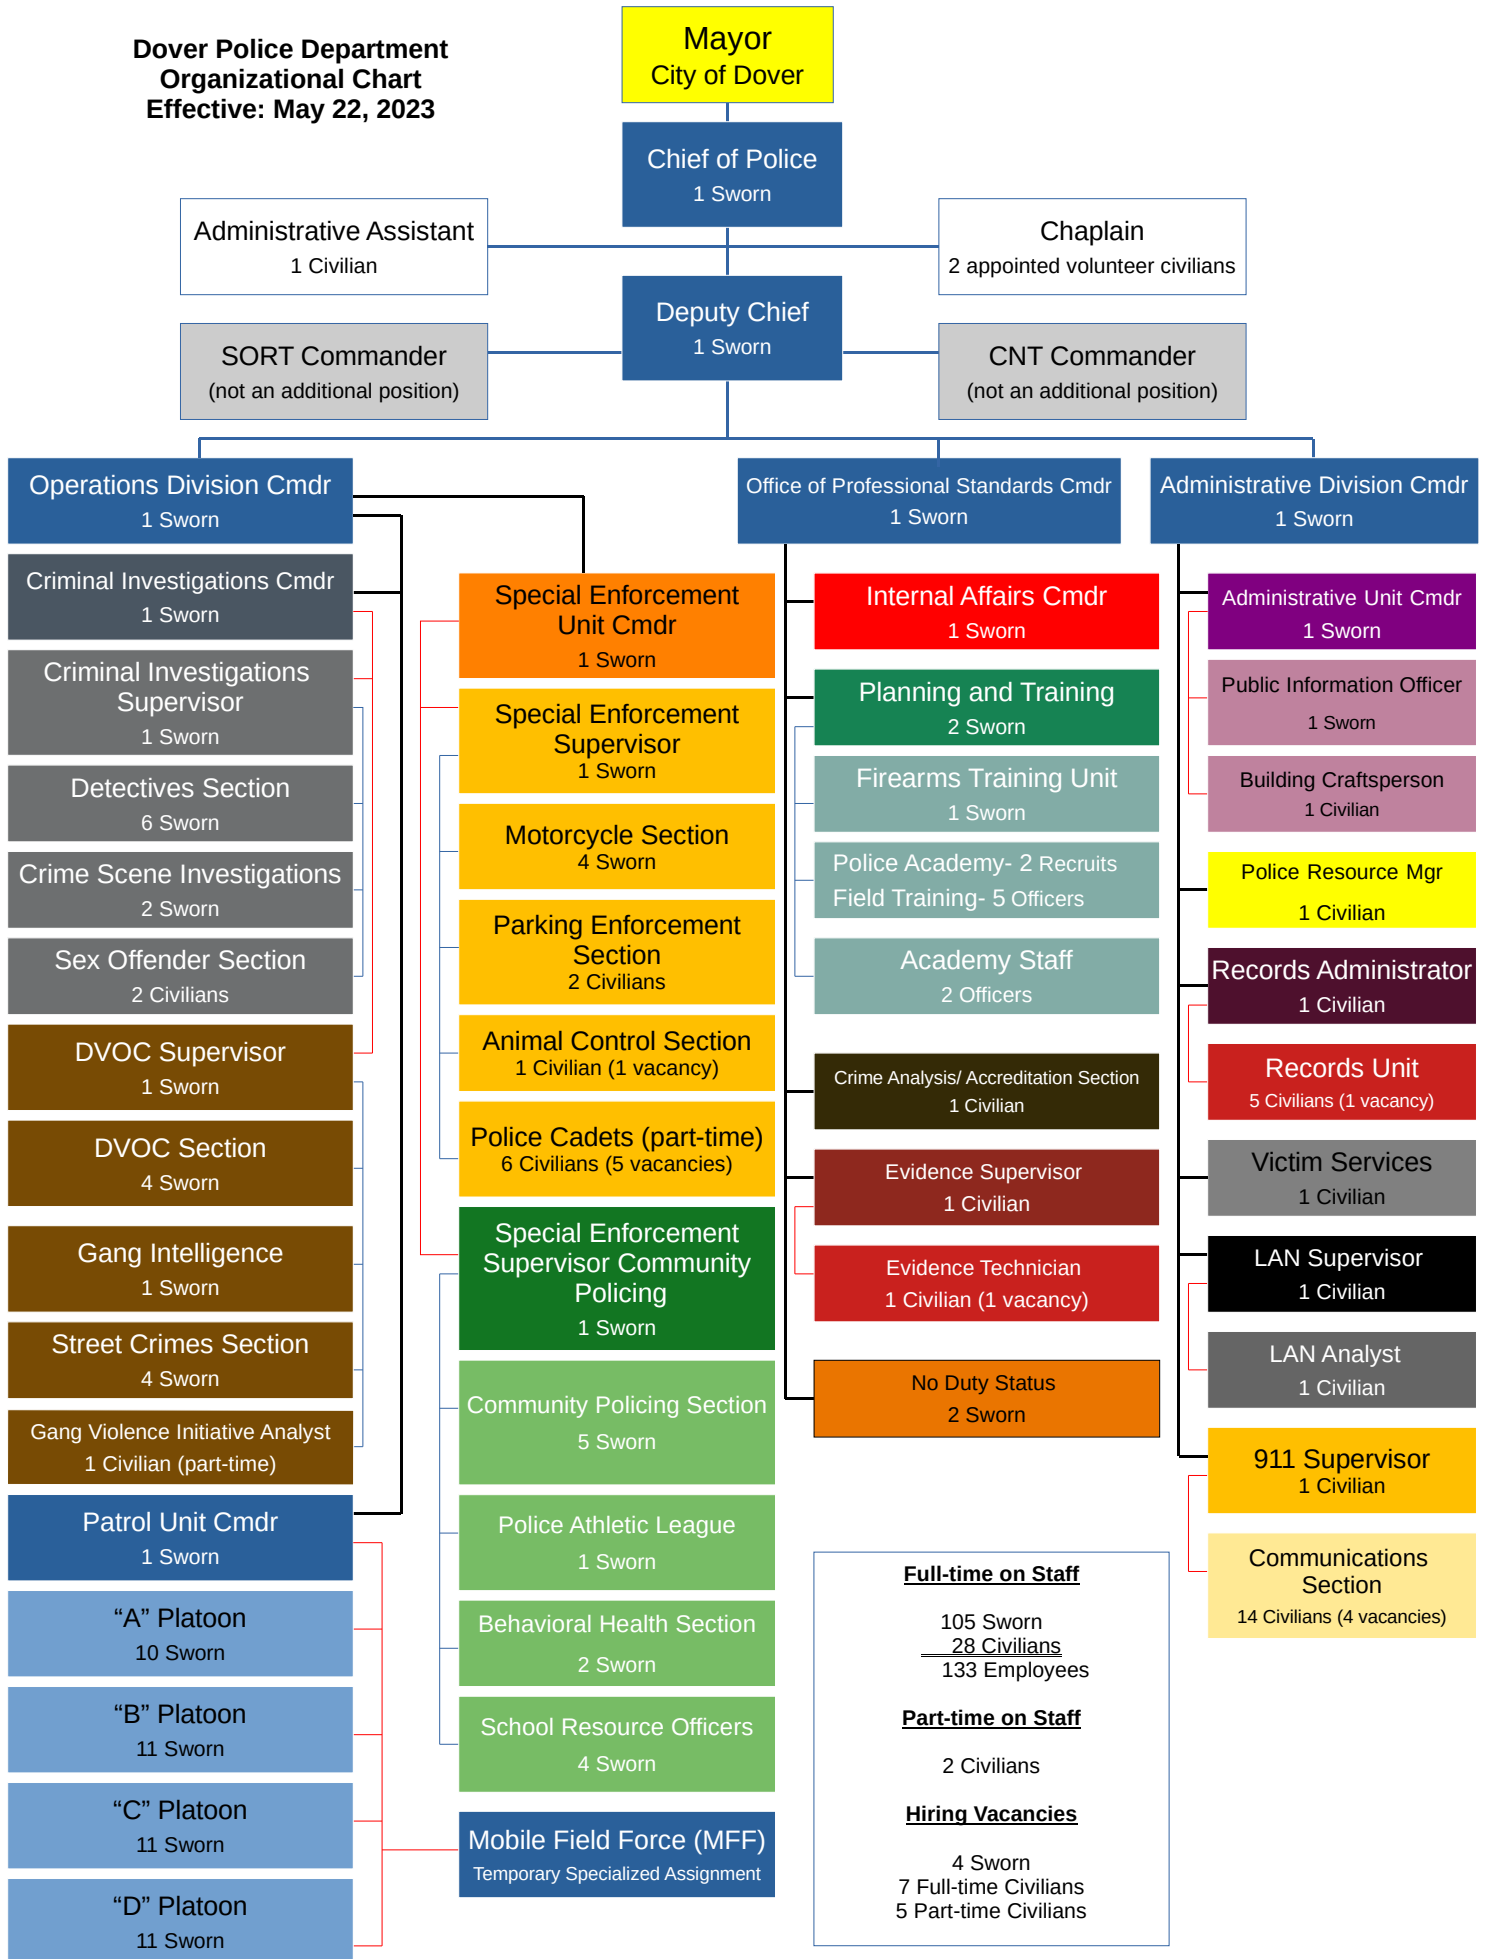 Dover Police Department
Organizational Chart
Effective: May 22, 2023
Mayor
City of Dover
Chief of Police
1 Sworn
Administrative Assistant
1 Civilian
Chaplain
2 appointed volunteer civilians
Deputy Chief
1 Sworn
SORT Commander
(not an additional position)
CNT Commander
(not an additional position)
Operations Division Cmdr
1 Sworn
Criminal Investigations Cmdr
1 Sworn
Criminal Investigations
Supervisor
1 Sworn
Detectives Section
6 Sworn
Crime Scene Investigations
2 Sworn
Sex Offender Section
2 Civilians
DVOC Supervisor
1 Sworn
DVOC Section
4 Sworn
Gang Intelligence
1 Sworn
Street Crimes Section
4 Sworn
Gang Violence Initiative Analyst
1 Civilian (part-time)
Patrol Unit Cmdr
1 Sworn
“A” Platoon
10 Sworn
“B” Platoon
11 Sworn
“C” Platoon
11 Sworn
“D” Platoon
11 Sworn
Special Enforcement
Unit Cmdr
1 Sworn
Special Enforcement
Supervisor
1 Sworn
Motorcycle Section
4 Sworn
Parking Enforcement
Section
2 Civilians
Animal Control Section
1 Civilian (1 vacancy)
Police Cadets (part-time)
6 Civilians (5 vacancies)
Special Enforcement
Supervisor Community
Policing
1 Sworn
Community Policing Section
5 Sworn
Police Athletic League
1 Sworn
Behavioral Health Section
2 Sworn
School Resource Officers
4 Sworn
Mobile Field Force (MFF)
Temporary Specialized Assignment
Office of Professional Standards Cmdr
1 Sworn
Internal Affairs Cmdr
1 Sworn
Planning and Training
2 Sworn
Firearms Training Unit
1 Sworn
Police Academy- 2 Recruits
Field Training- 5 Officers
Academy Staff
2 Officers
Crime Analysis/ Accreditation Section
1 Civilian
Evidence Supervisor
1 Civilian
Evidence Technician
1 Civilian (1 vacancy)
No Duty Status
2 Sworn
Administrative Division Cmdr
1 Sworn
Administrative Unit Cmdr
1 Sworn
Public Information Officer
1 Sworn
Building Craftsperson
1 Civilian
Police Resource Mgr
1 Civilian
Records Administrator
1 Civilian
Records Unit
5 Civilians (1 vacancy)
Victim Services
1 Civilian
LAN Supervisor
1 Civilian
LAN Analyst
1 Civilian
911 Supervisor
1 Civilian
Communications
Section
14 Civilians (4 vacancies)
Full-time on Staff
105 Sworn
28 Civilians
133 Employees
Part-time on Staff
2 Civilians
Hiring Vacancies
4 Sworn
7 Full-time Civilians
5 Part-time Civilians